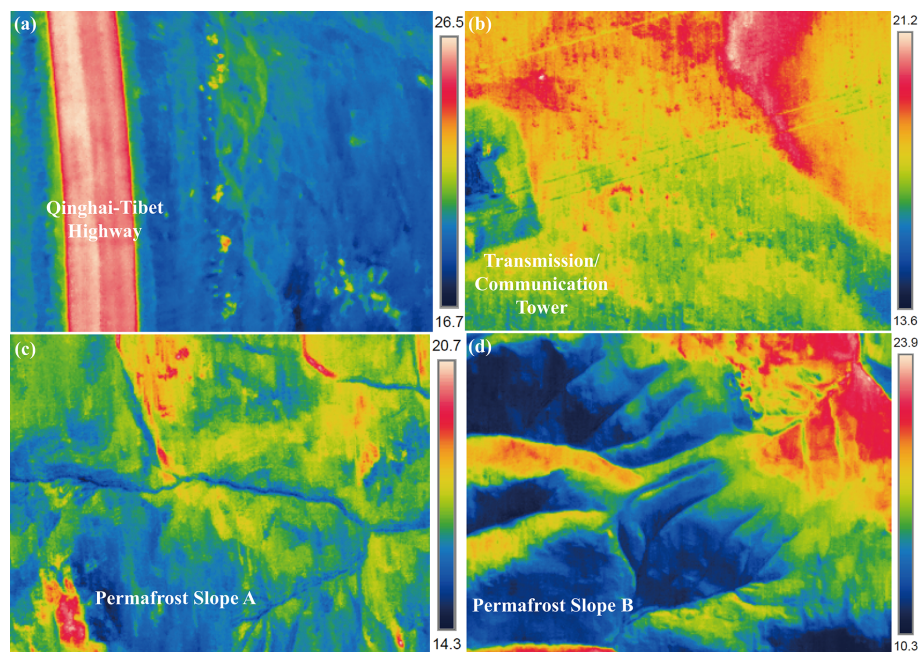 (a)
26.5
Qinghai-Tibet
Highway
16.7
(b)
21.2
Transmission/
Communication
Tower
13.6
(c)
20.7
Permafrost Slope A
14.3
(d)
23.9
Permafrost Slope B
10.3